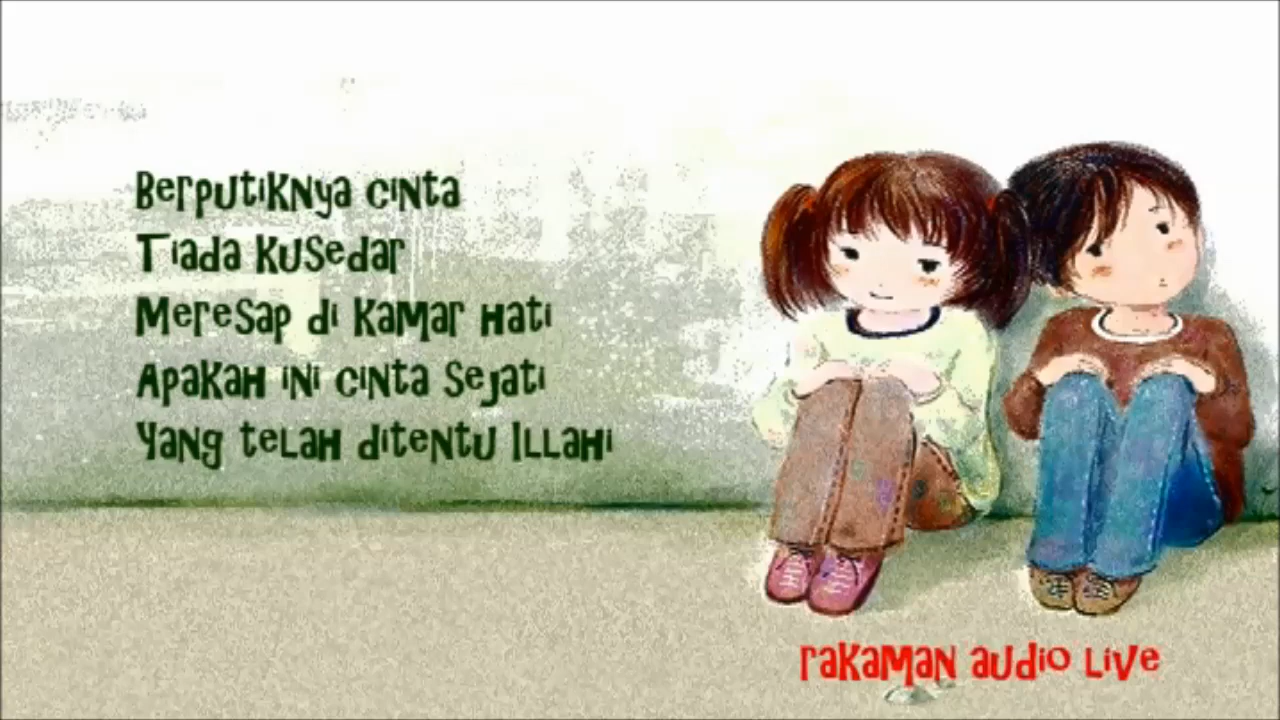 Berputiknya cinta
Tiada kusedar
Meresap di kamar hati
Apakah ini cinta sejati
Yang telah ditentu Illahi
rakaman audio live